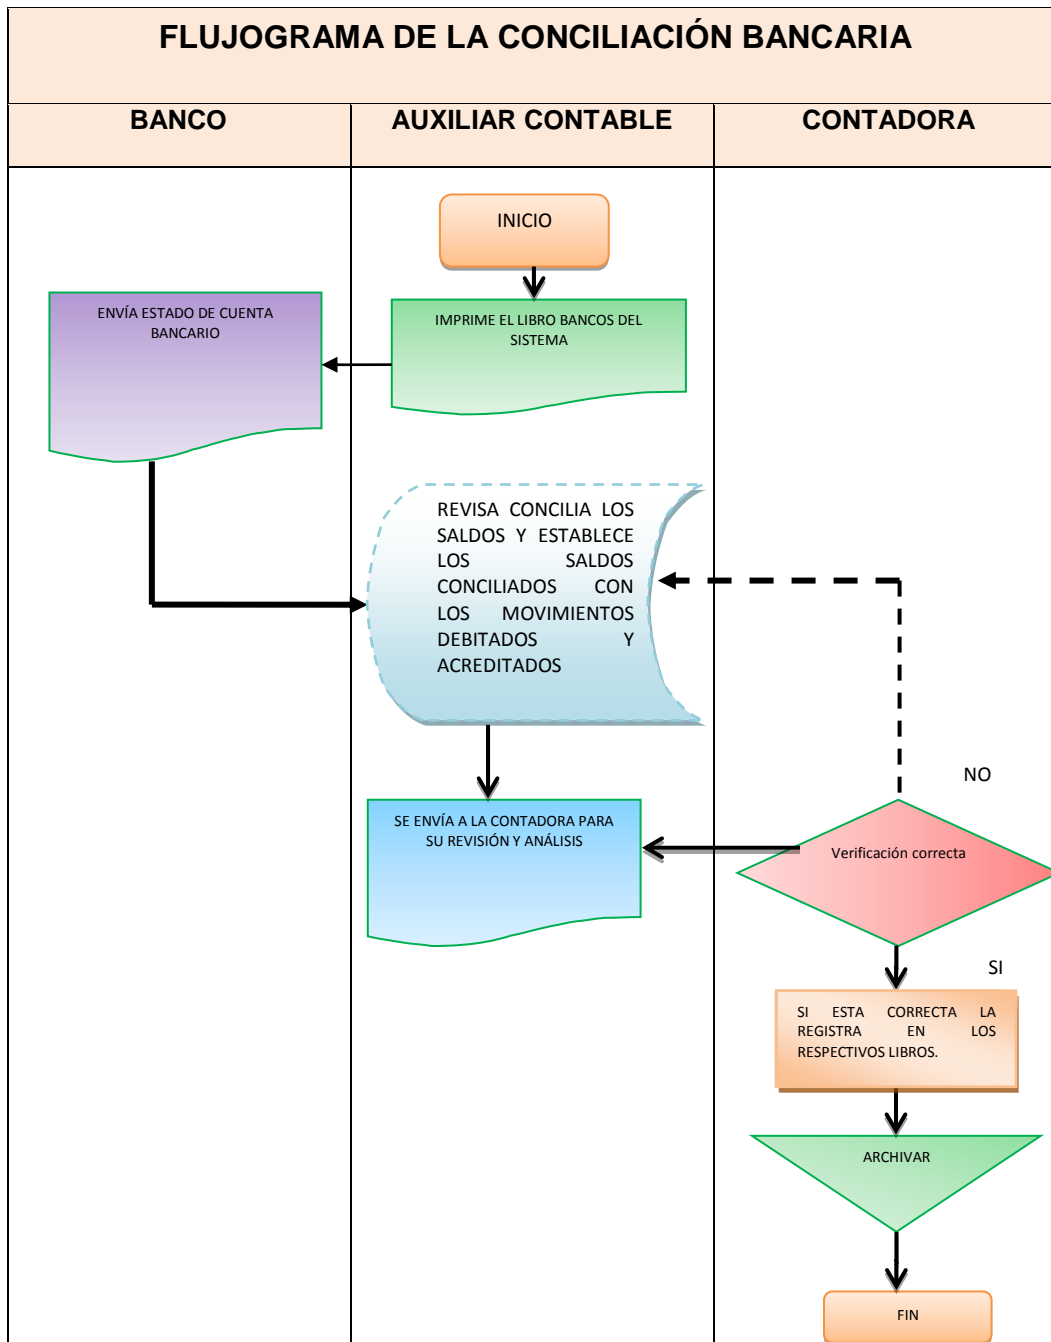 FLUJOGRAMA DE LA CONCILIACIÓN BANCARIA
BANCO
AUXILIAR CONTABLE
CONTADORA
INICIO
ENVÍA ESTADO DE CUENTA
BANCARIO
IMPRIME EL LIBRO BANCOS DEL
SISTEMA
REVISA CONCILIA LOS
SALDOS Y ESTABLECE
LOS SALDOS
CONCILIADOS CON
LOS MOVIMIENTOS
DEBITADOS Y
ACREDITADOS
NO
SE ENVÍA A LA CONTADORA PARA
SU REVISIÓN Y ANÁLISIS
Verificación correcta
SI
SI ESTA CORRECTA LA
REGISTRA EN LOS
RESPECTIVOS LIBROS.
ARCHIVAR
FIN